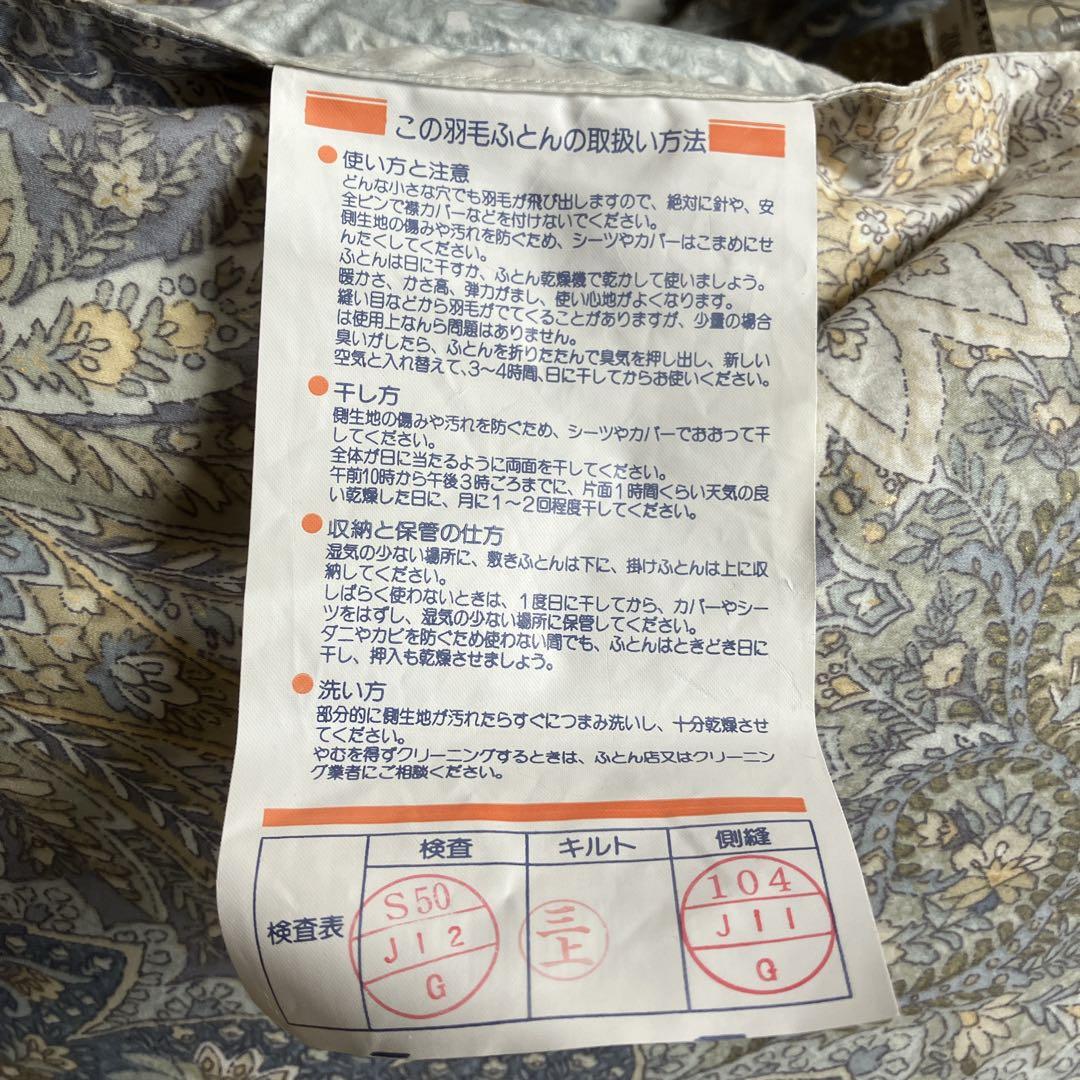 この羽毛ふとんの取扱い方法
● 使い方と注意
どんな小さな穴でも羽毛が飛び出しますので、絶対に針や、安
全ピンで襟カバーなどを付けないでください。
側生地の傷みや汚れを防ぐため、シーツやカバーはこまめにせ
んたくしてください。
ふとんは日に干すか、ふとん乾燥機で乾かして使いましょう。
暖かさ、かさ高、弾力がまし、使い心地がよくなります。
縫い目などから羽毛がでてくることがありますが、少量の場合
は使用上なんら問題はありません。
臭いがしたら、ふとんを折りたたんで臭気を押し出し、新しい
空気と入れ替えて、3〜4時間、日に干してからお使いください。
● 干し方
側生地の傷みや汚れを防ぐため、シーツやカバーでおおって干
してください。
全体が日に当たるように両面を干してください。
午前10時から午後3時ごろまでに、片面1時間くらい天気の良
い乾燥した日に、月に1〜2回程度干してください。
● 収納と保管の仕方
湿気の少ない場所に、敷きふとんは下に、掛けふとんは上に収
納してください。
しばらく使わないときは、1度日に干してから、カバーやシー
ツをはずし、湿気の少ない場所に保管してください。
ダニやカビを防ぐため使わない間でも、ふとんはときどき日に
干し、押入も乾燥させましょう。
● 洗い方
部分的に側生地が汚れたらすぐにつまみ洗いし、十分乾燥させ
てください。
やむを得ずクリーニングするときは、ふとん店又はクリーニン
グ業者にご相談ください。
検査 キルト 側縫
検査表
S50
J12
G
三上
104
J11
G